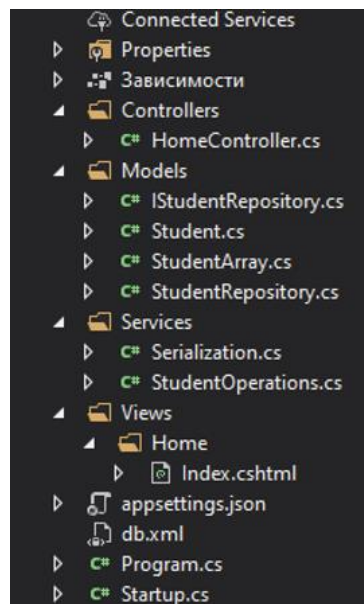 Connected Services
Properties
Зависимости
Controllers
C# HomeController.cs
Models
C# IStudentRepository.cs
C# Student.cs
C# StudentArray.cs
C# StudentRepository.cs
Services
C# Serialization.cs
C# StudentOperations.cs
Views
Home
Index.cshtml
appsettings.json
db.xml
C# Program.cs
C# Startup.cs